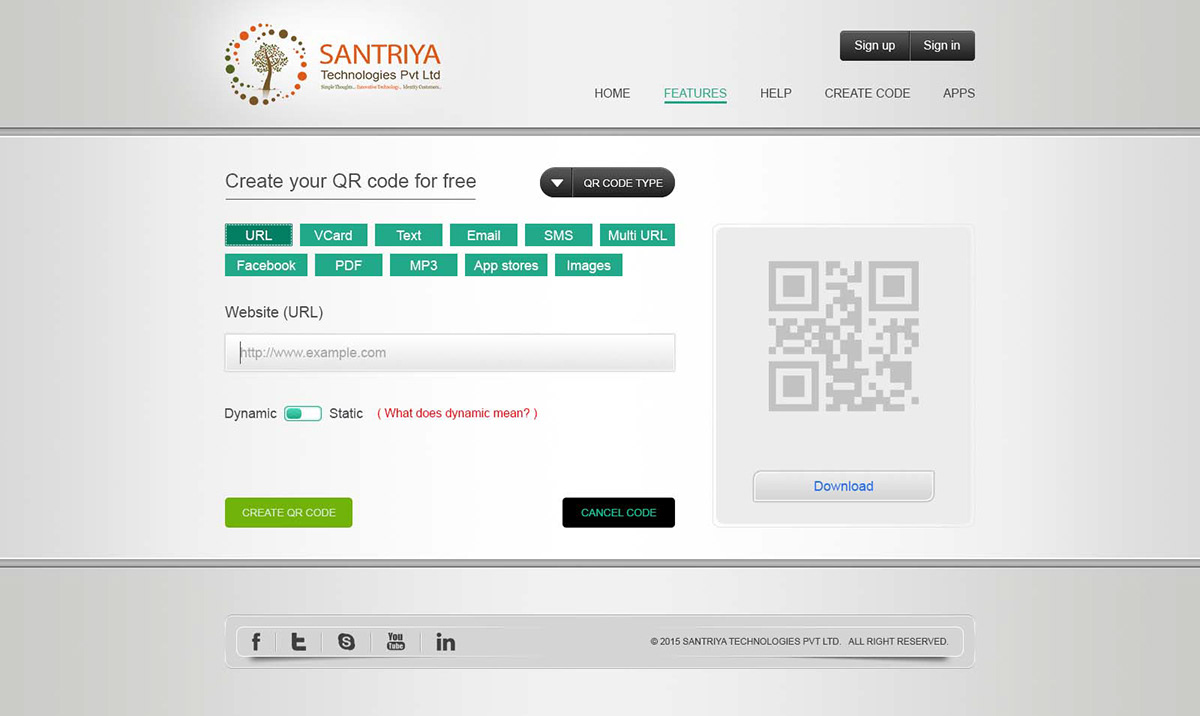 SANTRIYA
Technologies Pvt Ltd
Simple Thoughts.. Innovative Technology.. Identity Customers..
Sign up Sign in
HOME FEATURES HELP CREATE CODE APPS
Create your QR code for free
QR CODE TYPE
URL VCard Text Email SMS Multi URL
Facebook PDF MP3 App stores Images
Website (URL)
http://www.example.com
Dynamic Static ( What does dynamic mean? )
Download
CREATE QR CODE CANCEL CODE
f t S You Tube in
© 2015 SANTRIYA TECHNOLOGIES PVT LTD. ALL RIGHT RESERVED.